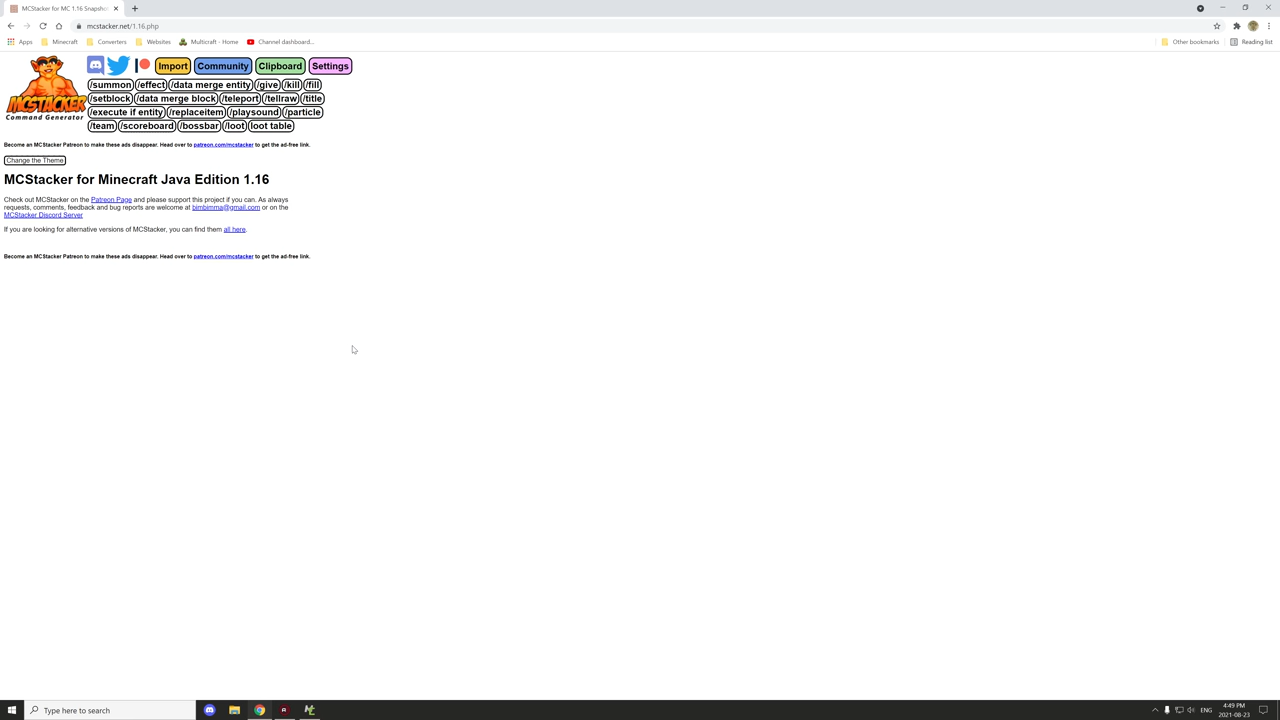 MCStacker for MC 1.16 Snapshot
mcstacker.net/1.16.php
Apps Minecraft Converters Websites Multicraft - Home Channel dashboard... Other bookmarks Reading list
MCSTACKER
Command Generator
Import Community Clipboard Settings
/summon /effect /data merge entity /give /kill /fill
/setblock /data merge block /teleport /tellraw /title
/execute if entity /replaceitem /playsound /particle
/team /scoreboard /bossbar /loot loot table
Become an MCStacker Patreon to make these ads disappear. Head over to patreon.com/mcstacker to get the ad-free link.
Change the Theme
MCStacker for Minecraft Java Edition 1.16
Check out MCStacker on the Patreon Page and please support this project if you can. As always
requests, comments, feedback and bug reports are welcome at bimbimma@gmail.com or on the
MCStacker Discord Server
If you are looking for alternative versions of MCStacker, you can find them all here.
Become an MCStacker Patreon to make these ads disappear. Head over to patreon.com/mcstacker to get the ad-free link.
Type here to search
ENG
4:49 PM
2021-08-23